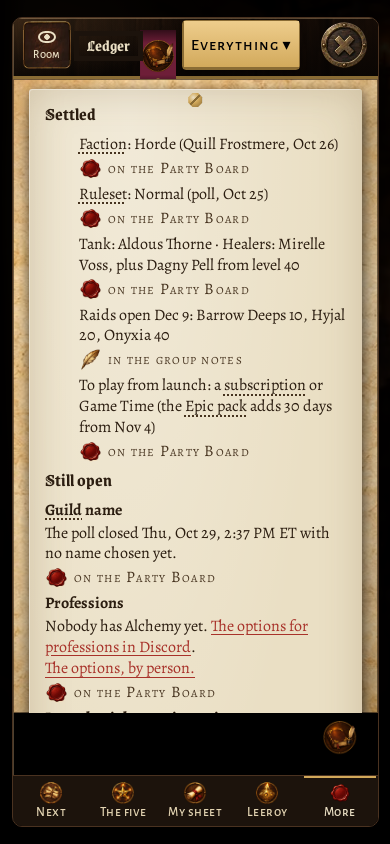 Room
Ledger
Everything ▾
Settled
Faction: Horde (Quill Frostmere, Oct 26)
on the Party Board
Ruleset: Normal (poll, Oct 25)
on the Party Board
Tank: Aldous Thorne · Healers: Mirelle
Voss, plus Dagny Pell from level 40
on the Party Board
Raids open Dec 9: Barrow Deeps 10, Hyjal
20, Onyxia 40
in the group notes
To play from launch: a subscription or
Game Time (the Epic pack adds 30 days
from Nov 4)
on the Party Board
Still open
Guild name
The poll closed Thu, Oct 29, 2:37 PM ET with
no name chosen yet.
on the Party Board
Professions
Nobody has Alchemy yet. The options for
professions in Discord.
The options, by person.
on the Party Board
Next
The five
My sheet
Leeroy
More